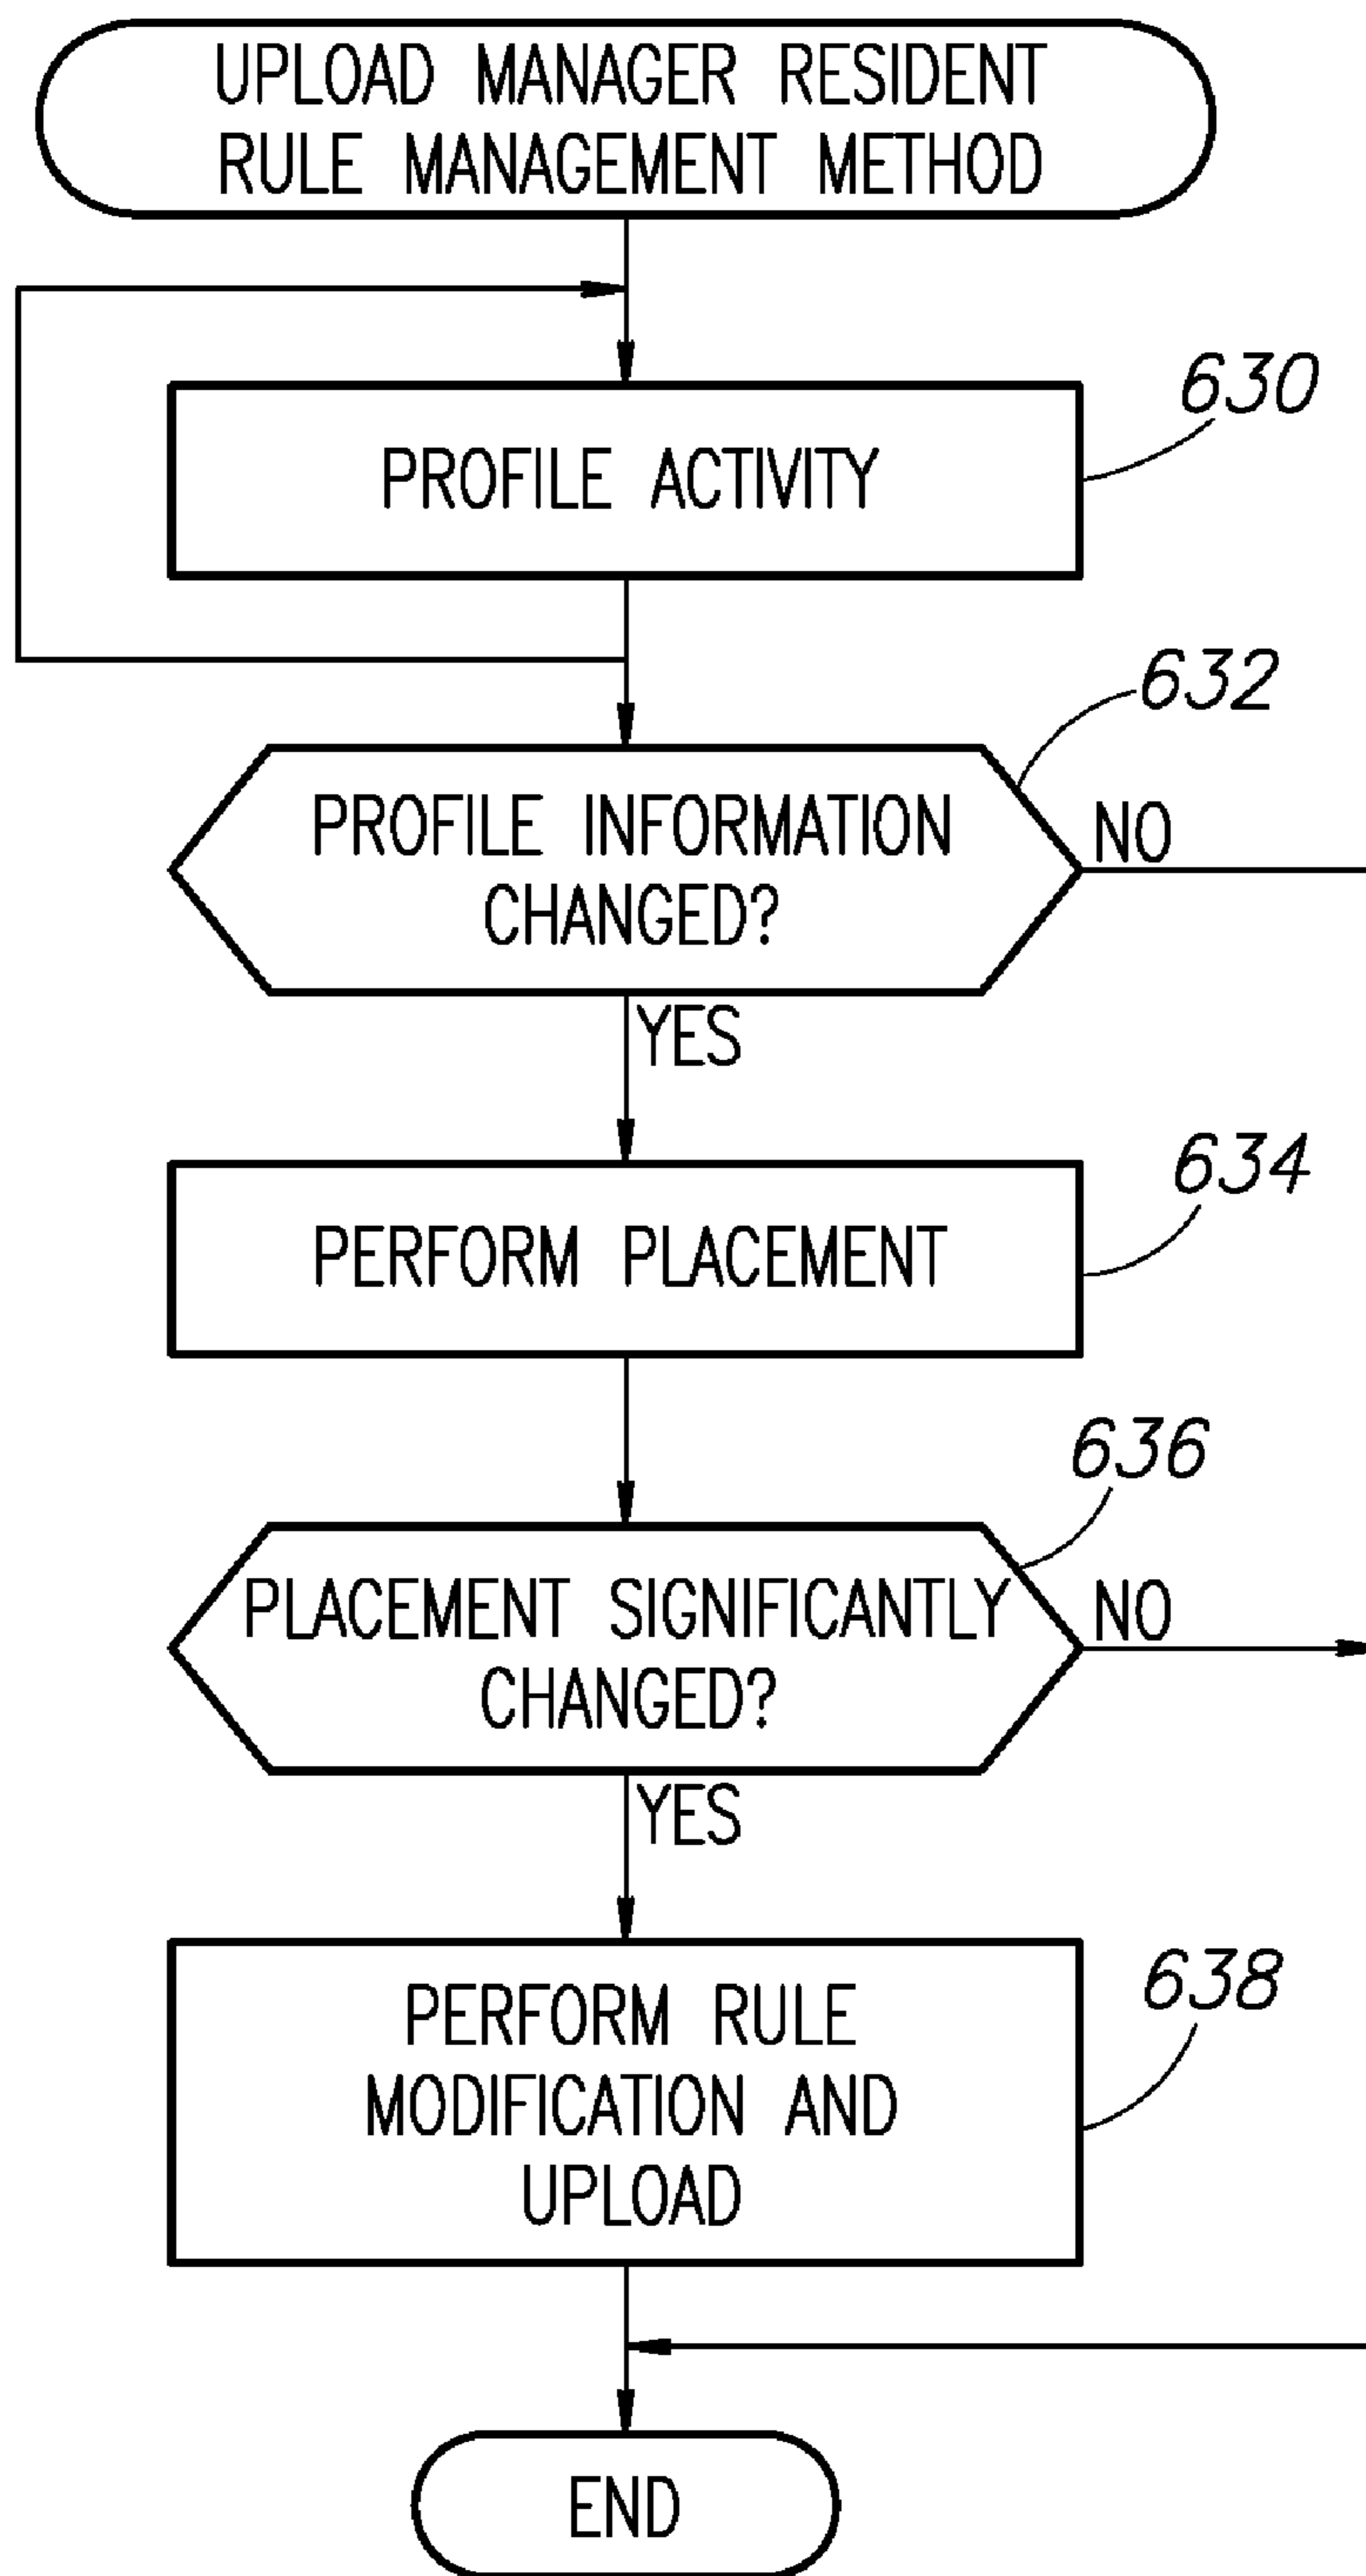 UPLOAD MANAGER RESIDENT
RULE MANAGEMENT METHOD
630
PROFILE ACTIVITY
632
PROFILE INFORMATION
CHANGED?
NO
YES
634
PERFORM PLACEMENT
636
PLACEMENT SIGNIFICANTLY
CHANGED?
NO
YES
638
PERFORM RULE
MODIFICATION AND
UPLOAD
END